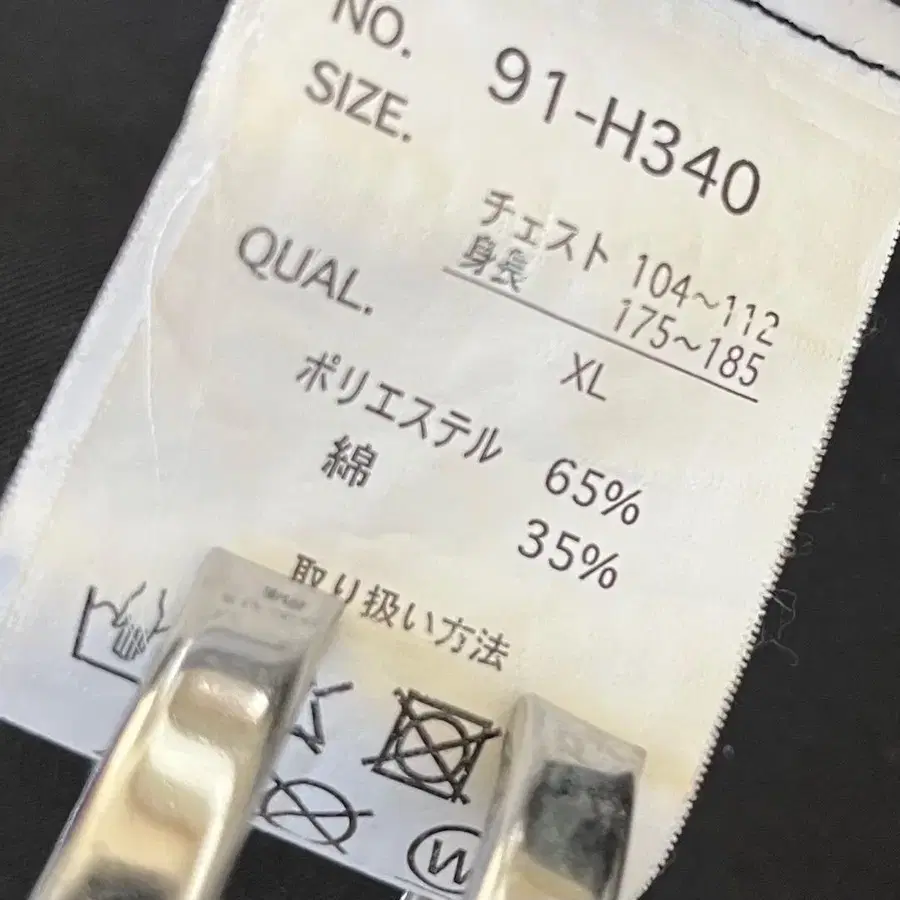 NO. 91-H340
SIZE.
チェスト 104~112
身長 175~185
XL
QUAL.
ポリエステル 65%
綿 35%
取り扱い方法
W